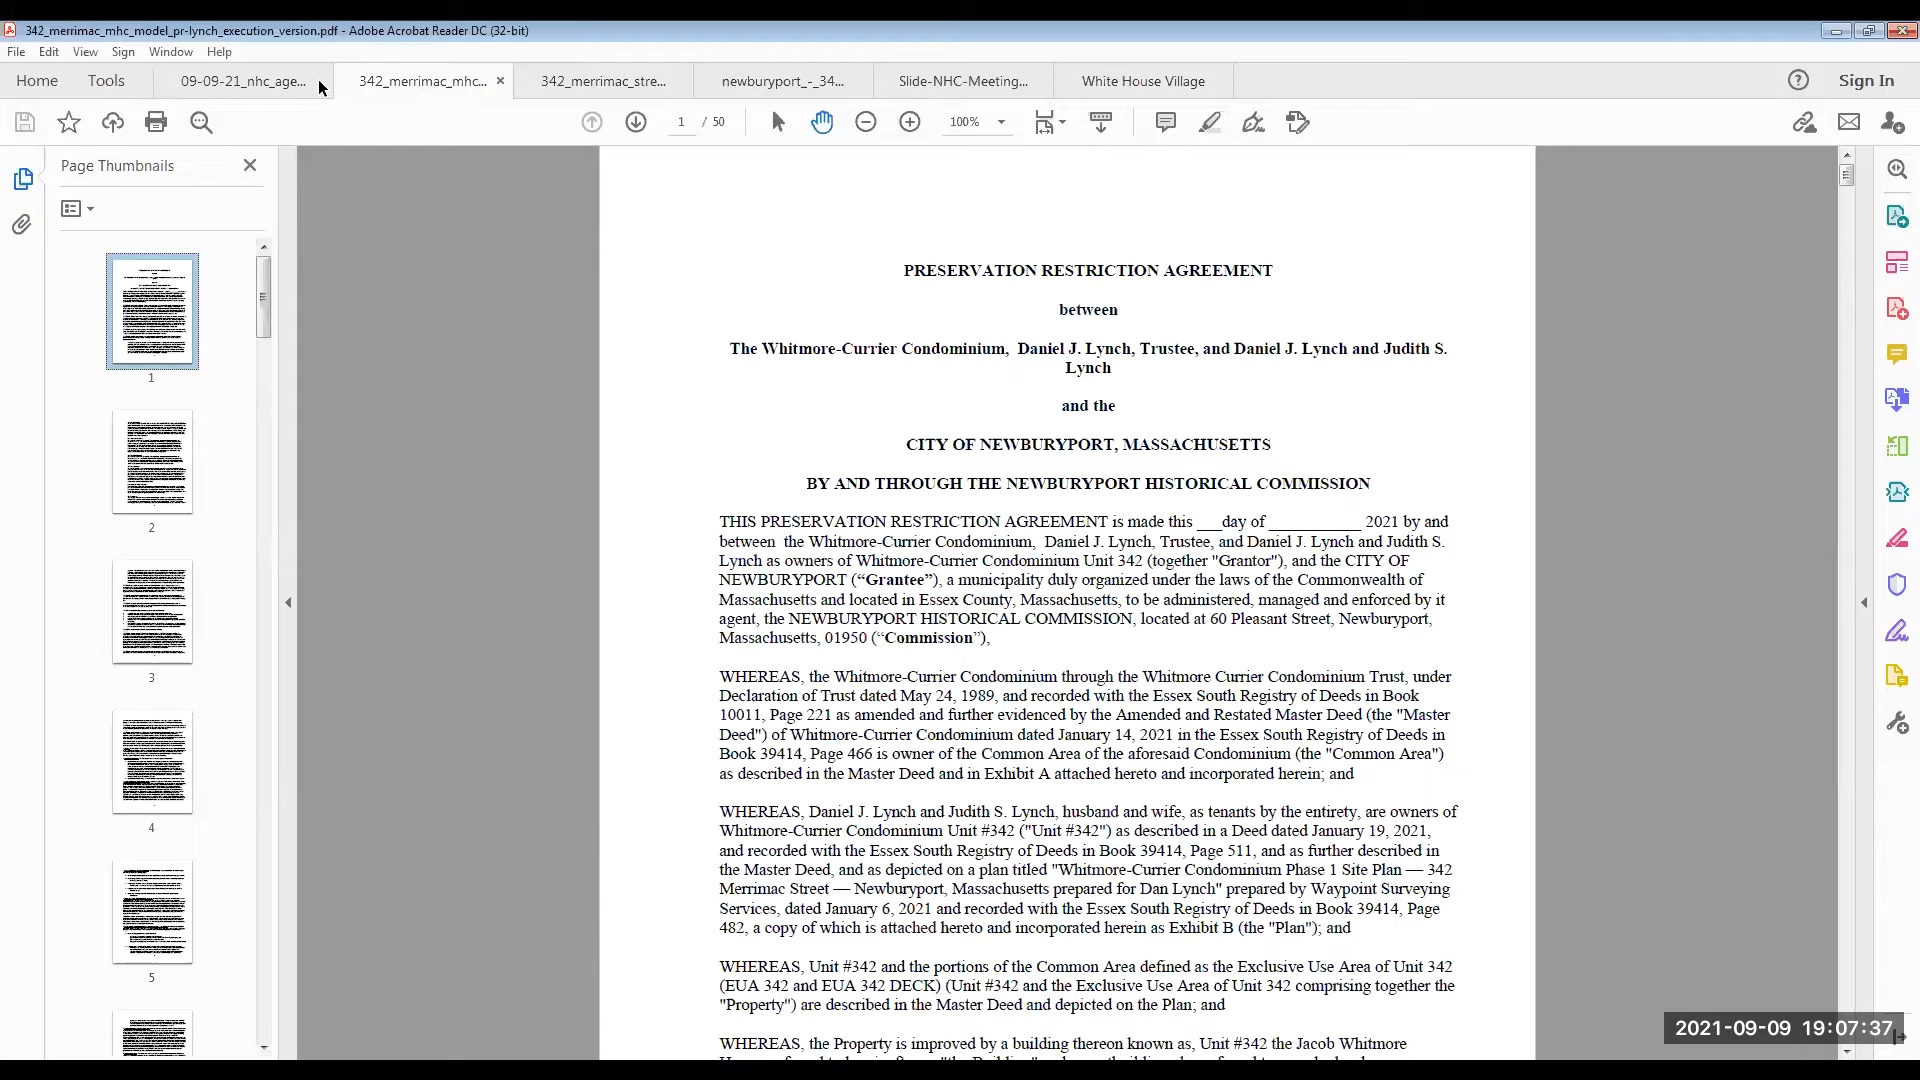 342_merrimac_mhc_model_pr-lynch_execution_version.pdf - Adobe Acrobat Reader DC (32-bit)
File Edit View Sign Window Help
Home Tools 09-09-21_nhc_age... 342_merrimac_mhc... 342_merrimac_stre... newburyport_-_34... Slide-NHC-Meeting... White House Village Sign In
1 / 50 100%
Page Thumbnails
1
2
3
4
5
PRESERVATION RESTRICTION AGREEMENT
between
The Whitmore-Currier Condominium, Daniel J. Lynch, Trustee, and Daniel J. Lynch and Judith S.
Lynch
and the
CITY OF NEWBURYPORT, MASSACHUSETTS
BY AND THROUGH THE NEWBURYPORT HISTORICAL COMMISSION
THIS PRESERVATION RESTRICTION AGREEMENT is made this ___day of ___________ 2021 by and
between the Whitmore-Currier Condominium, Daniel J. Lynch, Trustee, and Daniel J. Lynch and Judith S.
Lynch as owners of Whitmore-Currier Condominium Unit 342 (together "Grantor"), and the CITY OF
NEWBURYPORT (“Grantee”), a municipality duly organized under the laws of the Commonwealth of
Massachusetts and located in Essex County, Massachusetts, to be administered, managed and enforced by it
agent, the NEWBURYPORT HISTORICAL COMMISSION, located at 60 Pleasant Street, Newburyport,
Massachusetts, 01950 (“Commission”),
WHEREAS, the Whitmore-Currier Condominium through the Whitmore Currier Condominium Trust, under
Declaration of Trust dated May 24, 1989, and recorded with the Essex South Registry of Deeds in Book
10011, Page 221 as amended and further evidenced by the Amended and Restated Master Deed (the "Master
Deed") of Whitmore-Currier Condominium dated January 14, 2021 in the Essex South Registry of Deeds in
Book 39414, Page 466 is owner of the Common Area of the aforesaid Condominium (the "Common Area")
as described in the Master Deed and in Exhibit A attached hereto and incorporated herein; and
WHEREAS, Daniel J. Lynch and Judith S. Lynch, husband and wife, as tenants by the entirety, are owners of
Whitmore-Currier Condominium Unit #342 ("Unit #342") as described in a Deed dated January 19, 2021,
and recorded with the Essex South Registry of Deeds in Book 39414, Page 511, and as further described in
the Master Deed, and as depicted on a plan titled "Whitmore-Currier Condominium Phase 1 Site Plan — 342
Merrimac Street — Newburyport, Massachusetts prepared for Dan Lynch" prepared by Waypoint Surveying
Services, dated January 6, 2021 and recorded with the Essex South Registry of Deeds in Book 39414, Page
482, a copy of which is attached hereto and incorporated herein as Exhibit B (the "Plan"); and
WHEREAS, Unit #342 and the portions of the Common Area defined as the Exclusive Use Area of Unit 342
(EUA 342 and EUA 342 DECK) (Unit #342 and the Exclusive Use Area of Unit 342 comprising together the
"Property") are described in the Master Deed and depicted on the Plan; and
WHEREAS, the Property is improved by a building thereon known as, Unit #342 the Jacob Whitmore
2021-09-09 19:07:37